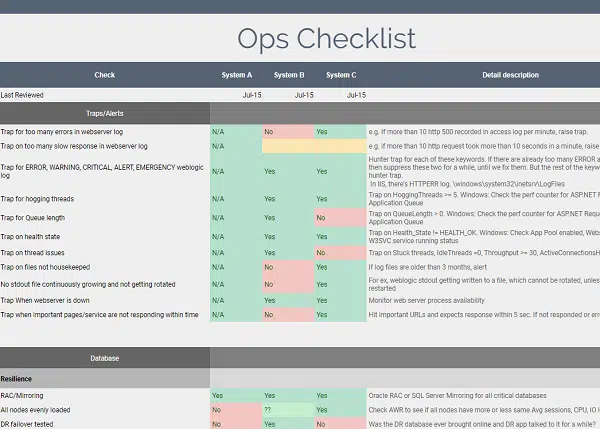 Ops Checklist
Check System A System B System C Detail description
Last Reviewed Jul-15 Jul-15 Jul-15
Traps/Alerts
Trap for too many errors in webserver log N/A No Yes e.g. If more than 10 http 500 recorded in access log per minute, raise trap.
Trap on too many slow response in webserver log N/A e.g. if more than 10 http request took more than 10 seconds in a minute, raise
Trap for ERROR, WARNING, CRITICAL, ALERT, EMERGENCY weblogic log N/A Yes Yes Hunter trap for each of these keywords. If there are already too many ERROR a
then suppress these two for a while, until we fix them. But the rest of the keyw
hunter trap.
In IIS, there's HTTPERR log. \windows\system32\inetsrv\LogFiles
Trap for hogging threads N/A Yes Yes Trap on HoggingThreads >= 5. Windows: Check the perf counter for ASP.NET Req
Application Queue
Trap for Queue length N/A Yes No Trap on QueueLength > 0. Windows: Check the perf counter for ASP.NET Requ
Application Queue
Trap on health state N/A Yes Yes Trap on Health_State != HEALTH_OK. Windows: Check App Pool enabled, Webs
W3SVC service running status
Trap on thread issues N/A Yes No Trap on Stuck threads, IdleThreads =0, Throughput >= 30, ActiveConnectionsH
Trap on files not housekeeped N/A No Yes If log files are older than 3 months, alert
No stdout file continuously growing and not getting rotated N/A No Yes For ex, weblogic stdout getting written to a file, which cannot be rotated, unles
restarted
Trap When webserver is down N/A Yes Yes Monitor web server process availability
Trap when important pages/service are not responding within time N/A No Yes Hit important URLs and expects response within 5 sec. If not responded or erro
Database
Resilience
RAC/Mirroring Yes Yes Yes Oracle RAC or SQL Server Mirroring for all critical databases
All nodes evenly loaded No ?? Yes Check AWR to see if all nodes have more or less same Avg sessions, CPU, IO l
DR failover tested No Yes No Was the DR database ever brought online and DR app talked to it for a while?